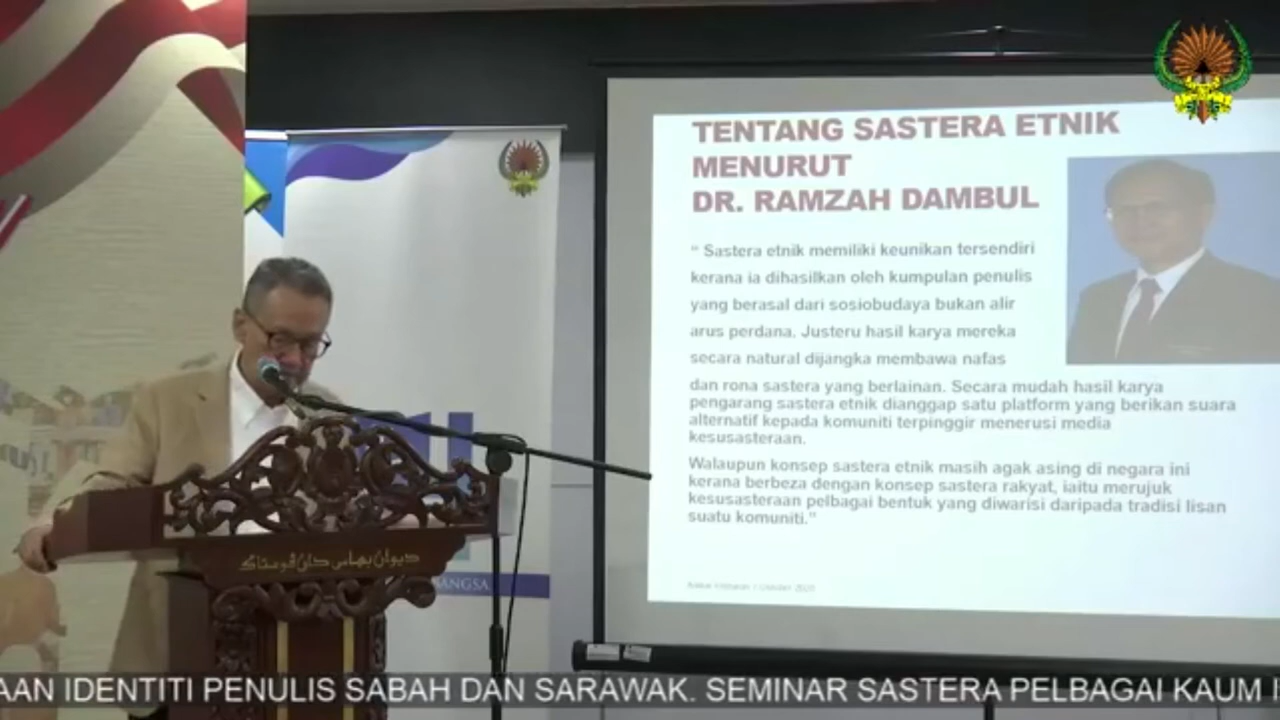 TENTANG SASTERA ETNIK
MENURUT
DR. RAMZAH DAMBUL
“ Sastera etnik memiliki keunikan tersendiri
kerana ia dihasilkan oleh kumpulan penulis
yang berasal dari sosiobudaya bukan alir
arus perdana. Justeru hasil karya mereka
secara natural dijangka membawa nafas
dan rona sastera yang berlainan. Secara mudah hasil karya
pengarang sastera etnik dianggap satu platform yang berikan suara
alternatif kepada komuniti terpinggir menerusi media
kesusasteraan.
Walaupun konsep sastera etnik masih agak asing di negara ini
kerana berbeza dengan konsep sastera rakyat, iaitu merujuk
kesusasteraan pelbagai bentuk yang diwarisi daripada tradisi lisan
suatu komuniti.”
ديوان بهاس دان ڤوستاک
BANGSA
AAN IDENTITI PENULIS SABAH DAN SARAWAK. SEMINAR SASTERA PELBAGAI KAUM